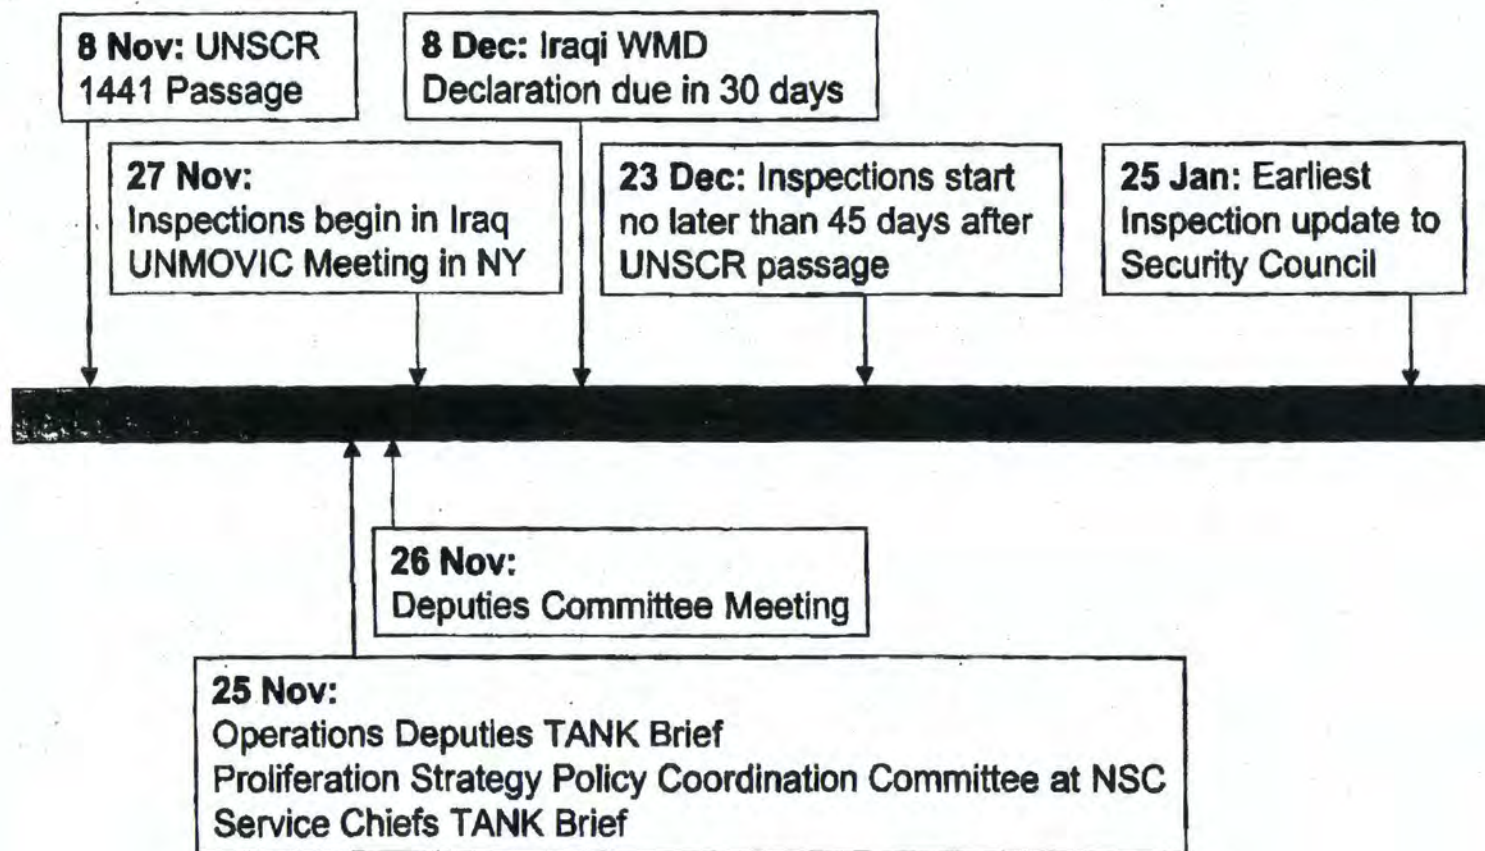 8 Nov: UNSCR
1441 Passage
8 Dec: Iraqi WMD
Declaration due in 30 days
27 Nov:
Inspections begin in Iraq
UNMOVIC Meeting in NY
23 Dec: Inspections start
no later than 45 days after
UNSCR passage
25 Jan: Earliest
Inspection update to
Security Council
26 Nov:
Deputies Committee Meeting
25 Nov:
Operations Deputies TANK Brief
Proliferation Strategy Policy Coordination Committee at NSC
Service Chiefs TANK Brief